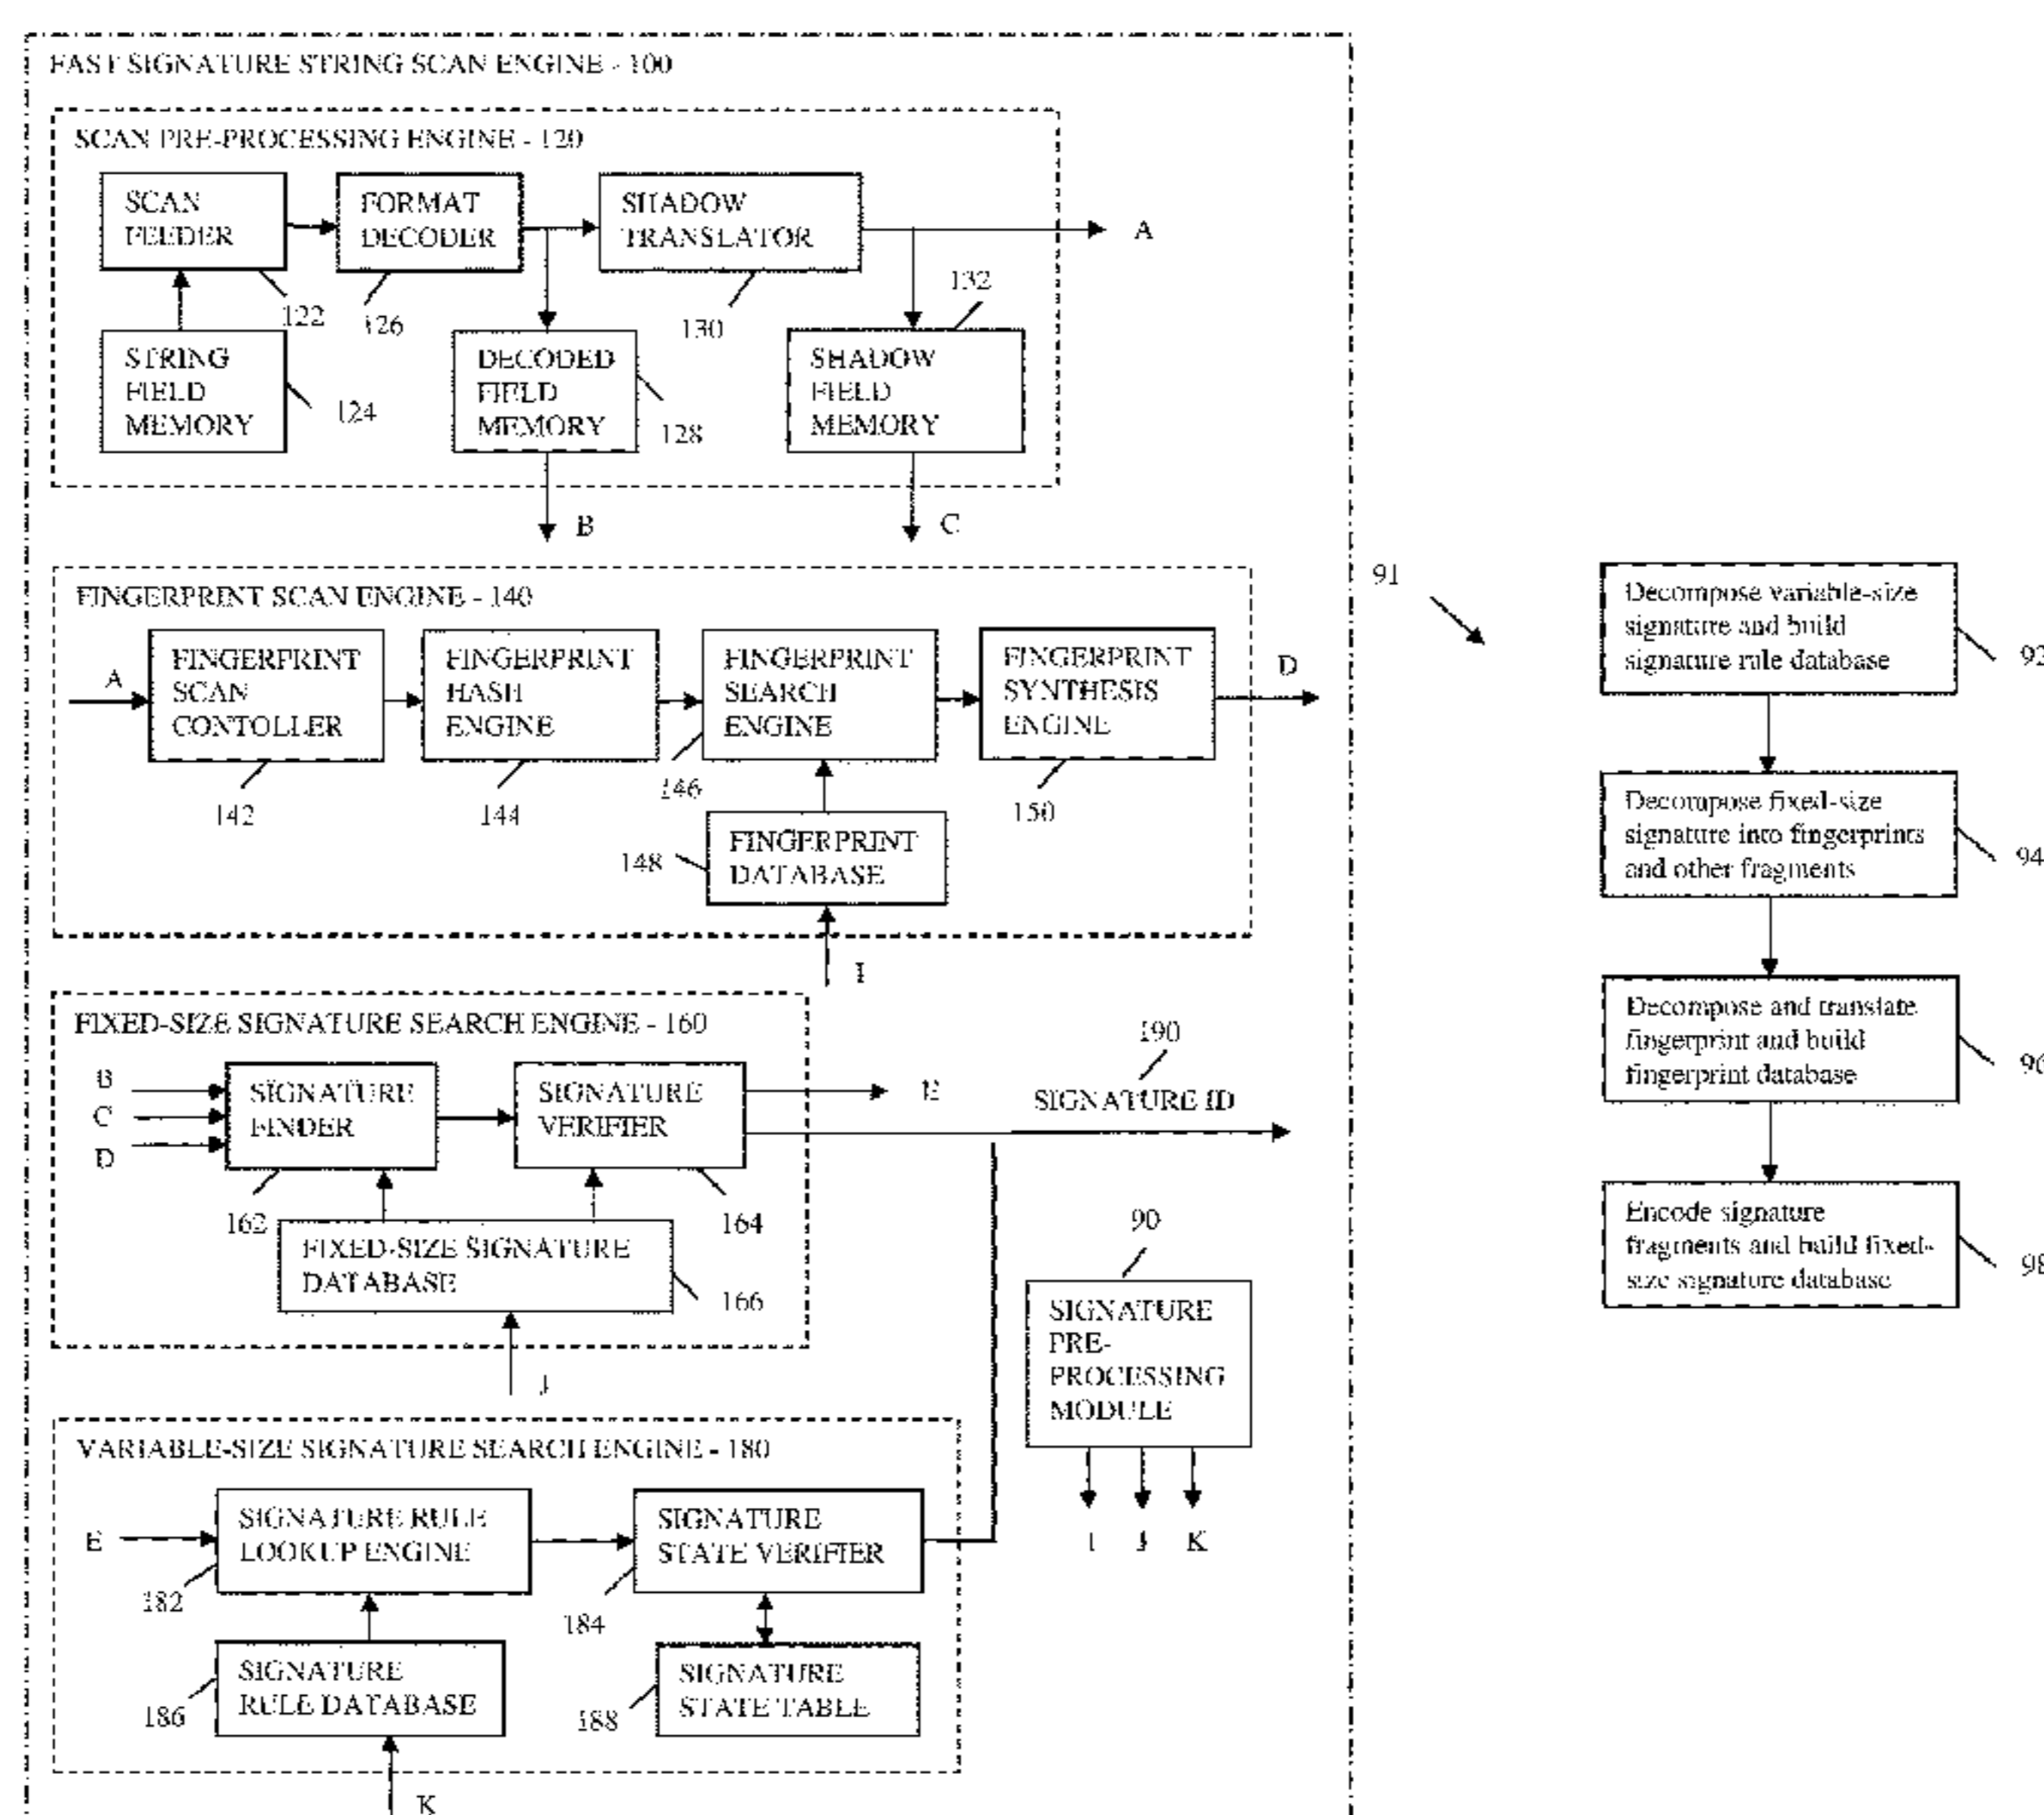 FAST SIGNATURE STRING SCAN ENGINE - 100
SCAN PRE-PROCESSING ENGINE - 120
SCAN
FEEDER
FORMAT
DECODER
SHADOW
TRANSLATOR
A
122
126
130
132
STRING
FIELD
MEMORY
124
DECODED
FIELD
MEMORY
128
SHADOW
FIELD
MEMORY
B
C
FINGERPRINT SCAN ENGINE - 140
A
FINGERPRINT
SCAN
CONTOLLER
FINGERPRINT
HASH
ENGINE
FINGERPRINT
SEARCH
ENGINE
FINGERPRINT
SYNTHESIS
ENGINE
D
142
144
146
150
148
FINGERPRINT
DATABASE
I
FIXED-SIZE SIGNATURE SEARCH ENGINE - 160
B
C
D
SIGNATURE
FINDER
SIGNATURE
VERIFIER
E
190
SIGNATURE ID
162
164
FIXED-SIZE SIGNATURE
DATABASE
166
J
90
SIGNATURE
PRE-
PROCESSING
MODULE
I J K
VARIABLE-SIZE SIGNATURE SEARCH ENGINE - 180
E
SIGNATURE RULE
LOOKUP ENGINE
SIGNATURE
STATE VERIFIER
182
184
SIGNATURE
RULE DATABASE
186
SIGNATURE
STATE TABLE
188
K
91
Decompose variable-size
signature and build
signature rule database
92
Decompose fixed-size
signature into fingerprints
and other fragments
94
Decompose and translate
fingerprint and build
fingerprint database
96
Encode signature
fragments and build fixed-
size signature database
98